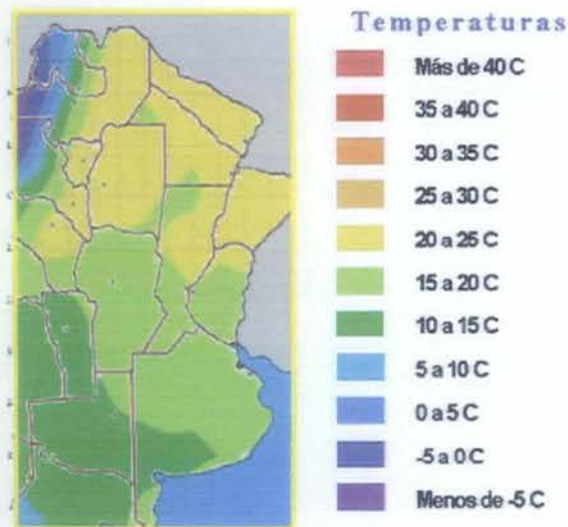 Temperaturas
Más de 40 C
35 a 40 C
30 a 35 C
25 a 30 C
20 a 25 C
15 a 20 C
10 a 15 C
5 a 10 C
0 a 5 C
-5 a 0 C
Menos de -5 C